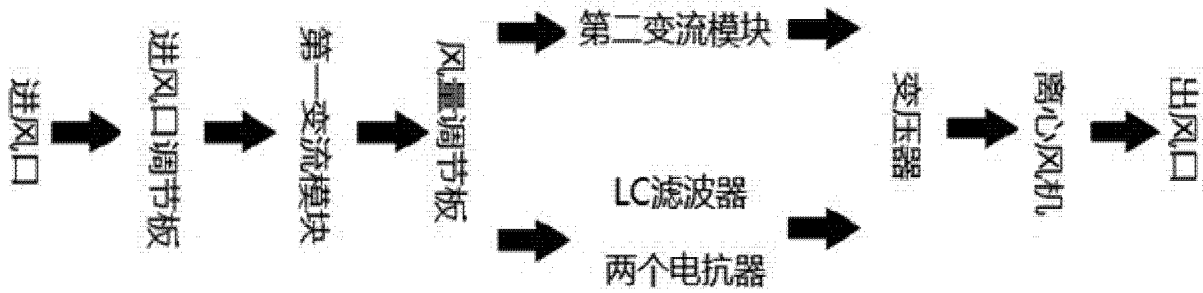 进风口
进风口调节板
第一变流模块
风量调节板
第二变流模块
LC滤波器
两个电抗器
变压器
离心风机
出风口